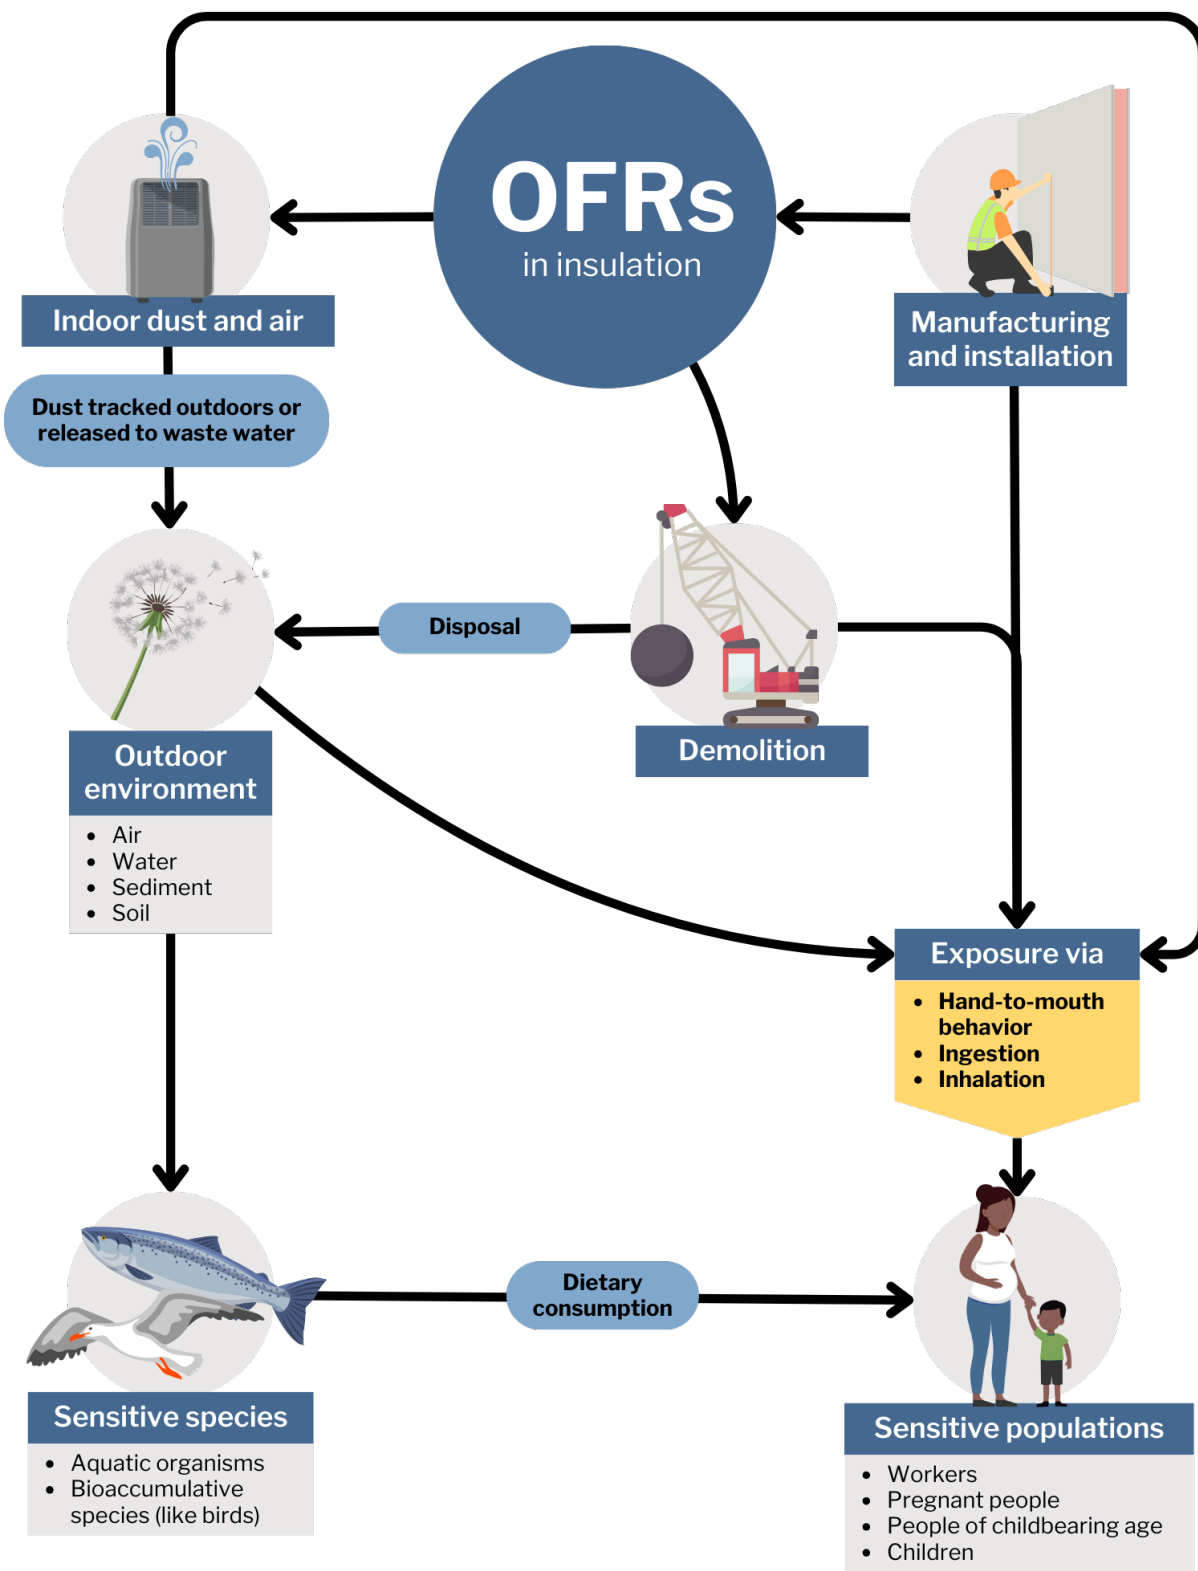 OFRs
in insulation
Indoor dust and air
Manufacturing
and installation
Dust tracked outdoors or
released to waste water
Disposal
Demolition
Outdoor
environment
• Air
• Water
• Sediment
• Soil
Exposure via
• Hand-to-mouth
behavior
• Ingestion
• Inhalation
Dietary
consumption
Sensitive species
• Aquatic organisms
• Bioaccumulative
species (like birds)
Sensitive populations
• Workers
• Pregnant people
• People of childbearing age
• Children